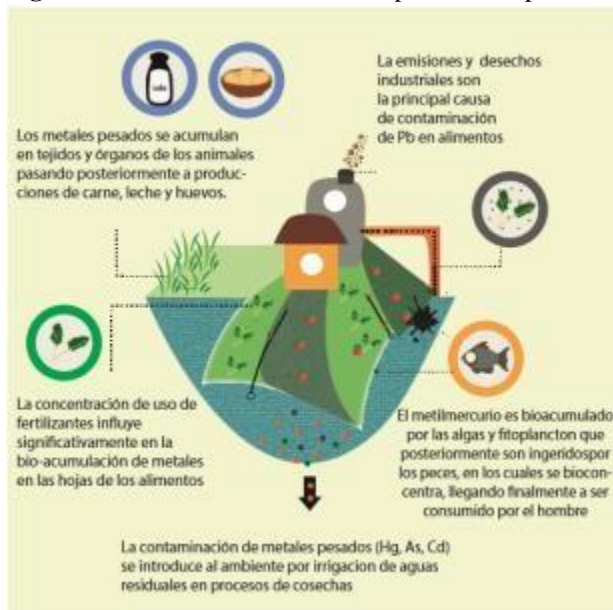 Los metales pesados se acumulan
en tejidos y órganos de los animales
pasando posteriormente a produc-
ciones de carne, leche y huevos.
La emisiones y desechos
industriales son
la principal causa
de contaminación
de Pb en alimentos
La concentración de uso de
fertilizantes influye
significativamente en la
bio-acumulación de metales
en las hojas de los alimentos
El metilmercurio es bioacumulado
por las algas y fitoplancton que
posteriormente son ingeridospor
los peces, en los cuales se biocon-
centra, llegando finalmente a ser
consumido por el hombre
La contaminación de metales pesados (Hg, As, Cd)
se introduce al ambiente por irrigacion de aguas
residuales en procesos de cosechas